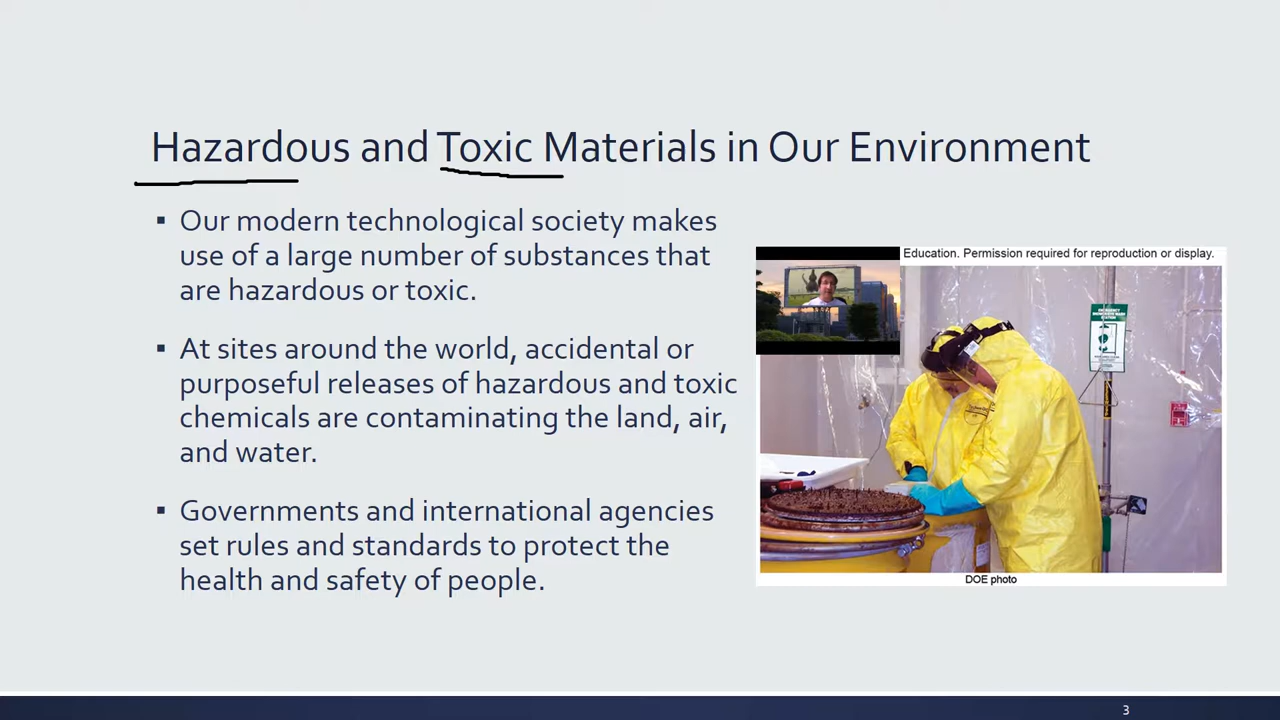 Hazardous and Toxic Materials in Our Environment
▪ Our modern technological society makes
use of a large number of substances that
are hazardous or toxic.
▪ At sites around the world, accidental or
purposeful releases of hazardous and toxic
chemicals are contaminating the land, air,
and water.
▪ Governments and international agencies
set rules and standards to protect the
health and safety of people.
Education. Permission required for reproduction or display.
DOE photo
3